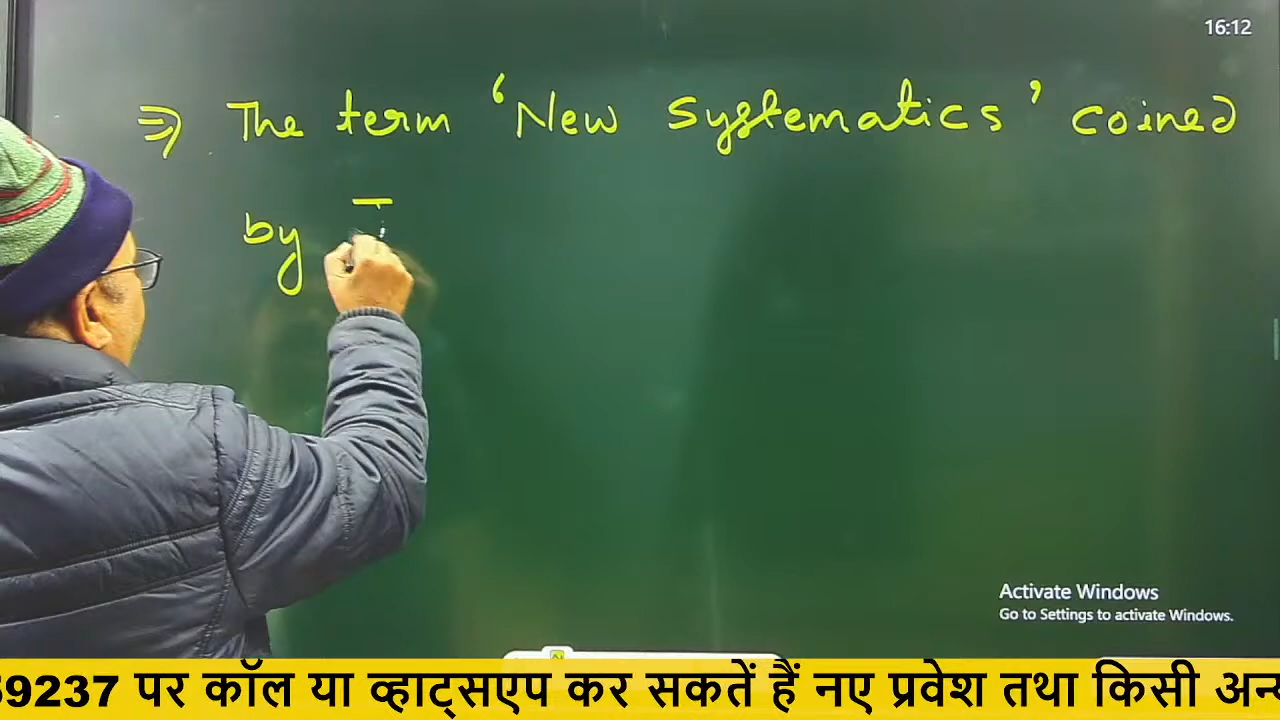 16:12
⇒ The term ‘New Systematics’ coined
by
Activate Windows
Go to Settings to activate Windows.
59237 पर कॉल या व्हाट्सएप कर सकतें हैं नए प्रवेश तथा किसी अन्